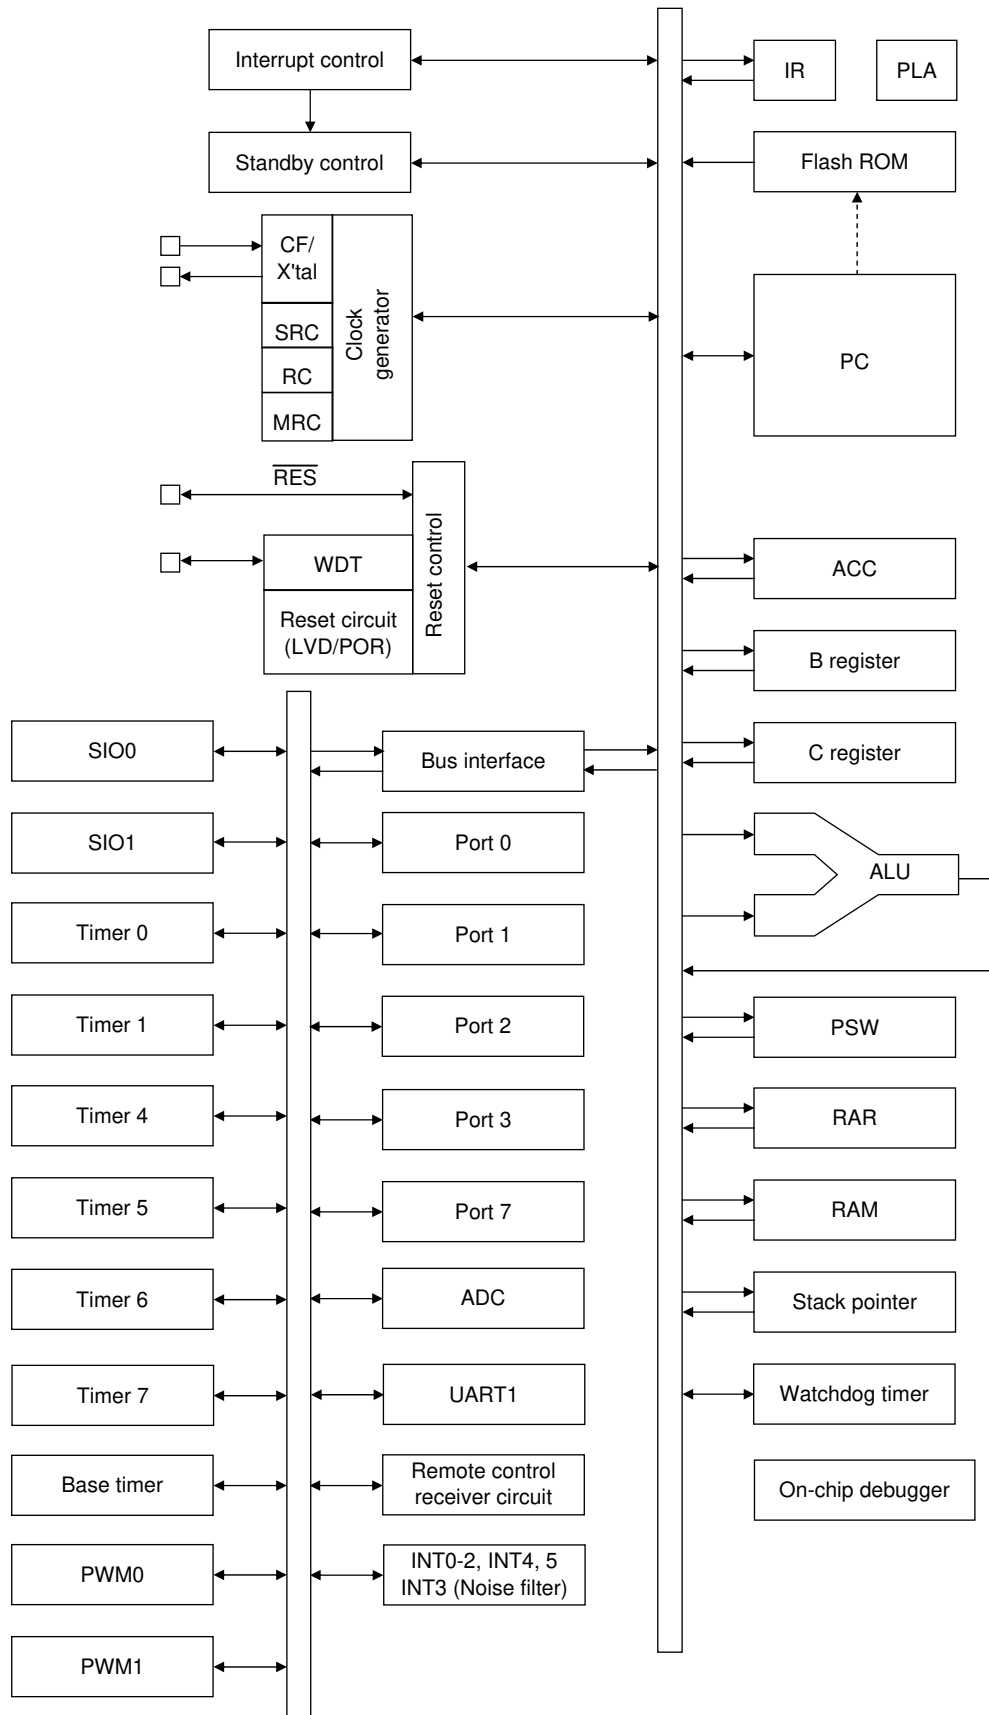 Interrupt control
IR
PLA
Standby control
Flash ROM
CF/
X'tal
SRC
RC
MRC
Clock
generator
PC
RES
WDT
Reset circuit
(LVD/POR)
Reset control
ACC
B register
SIO0
Bus interface
C register
SIO1
Port 0
ALU
Timer 0
Port 1
Timer 1
Port 2
PSW
Timer 4
Port 3
RAR
Timer 5
Port 7
RAM
Timer 6
ADC
Stack pointer
Timer 7
UART1
Watchdog timer
Base timer
Remote control
receiver circuit
On-chip debugger
PWM0
INT0-2, INT4, 5
INT3 (Noise filter)
PWM1